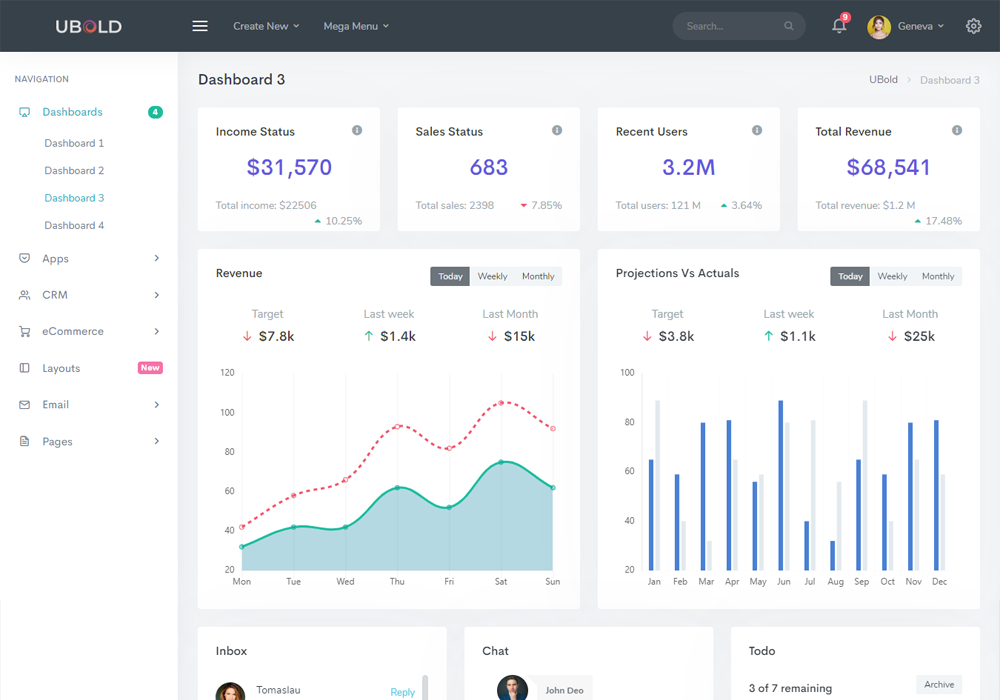 UBOLD
Create New
Mega Menu
Search...
9
Geneva
NAVIGATION
Dashboards
4
Dashboard 1
Dashboard 2
Dashboard 3
Dashboard 4
Apps
CRM
eCommerce
Layouts
New
Email
Pages
Dashboard 3
UBold > Dashboard 3
Income Status
$31,570
Total income: $22506
10.25%
Sales Status
683
Total sales: 2398
7.85%
Recent Users
3.2M
Total users: 121 M
3.64%
Total Revenue
$68,541
Total revenue: $1.2 M
17.48%
Revenue
Today Weekly Monthly
Target Last week Last Month
$7.8k $1.4k $15k
120
100
80
60
40
20
Mon Tue Wed Thu Fri Sat Sun
Projections Vs Actuals
Today Weekly Monthly
Target Last week Last Month
$3.8k $1.1k $25k
100
80
60
40
20
Jan Feb Mar Apr May Jun Jul Aug Sep Oct Nov Dec
Inbox
Tomaslau
Reply
Chat
John Deo
Todo
3 of 7 remaining
Archive